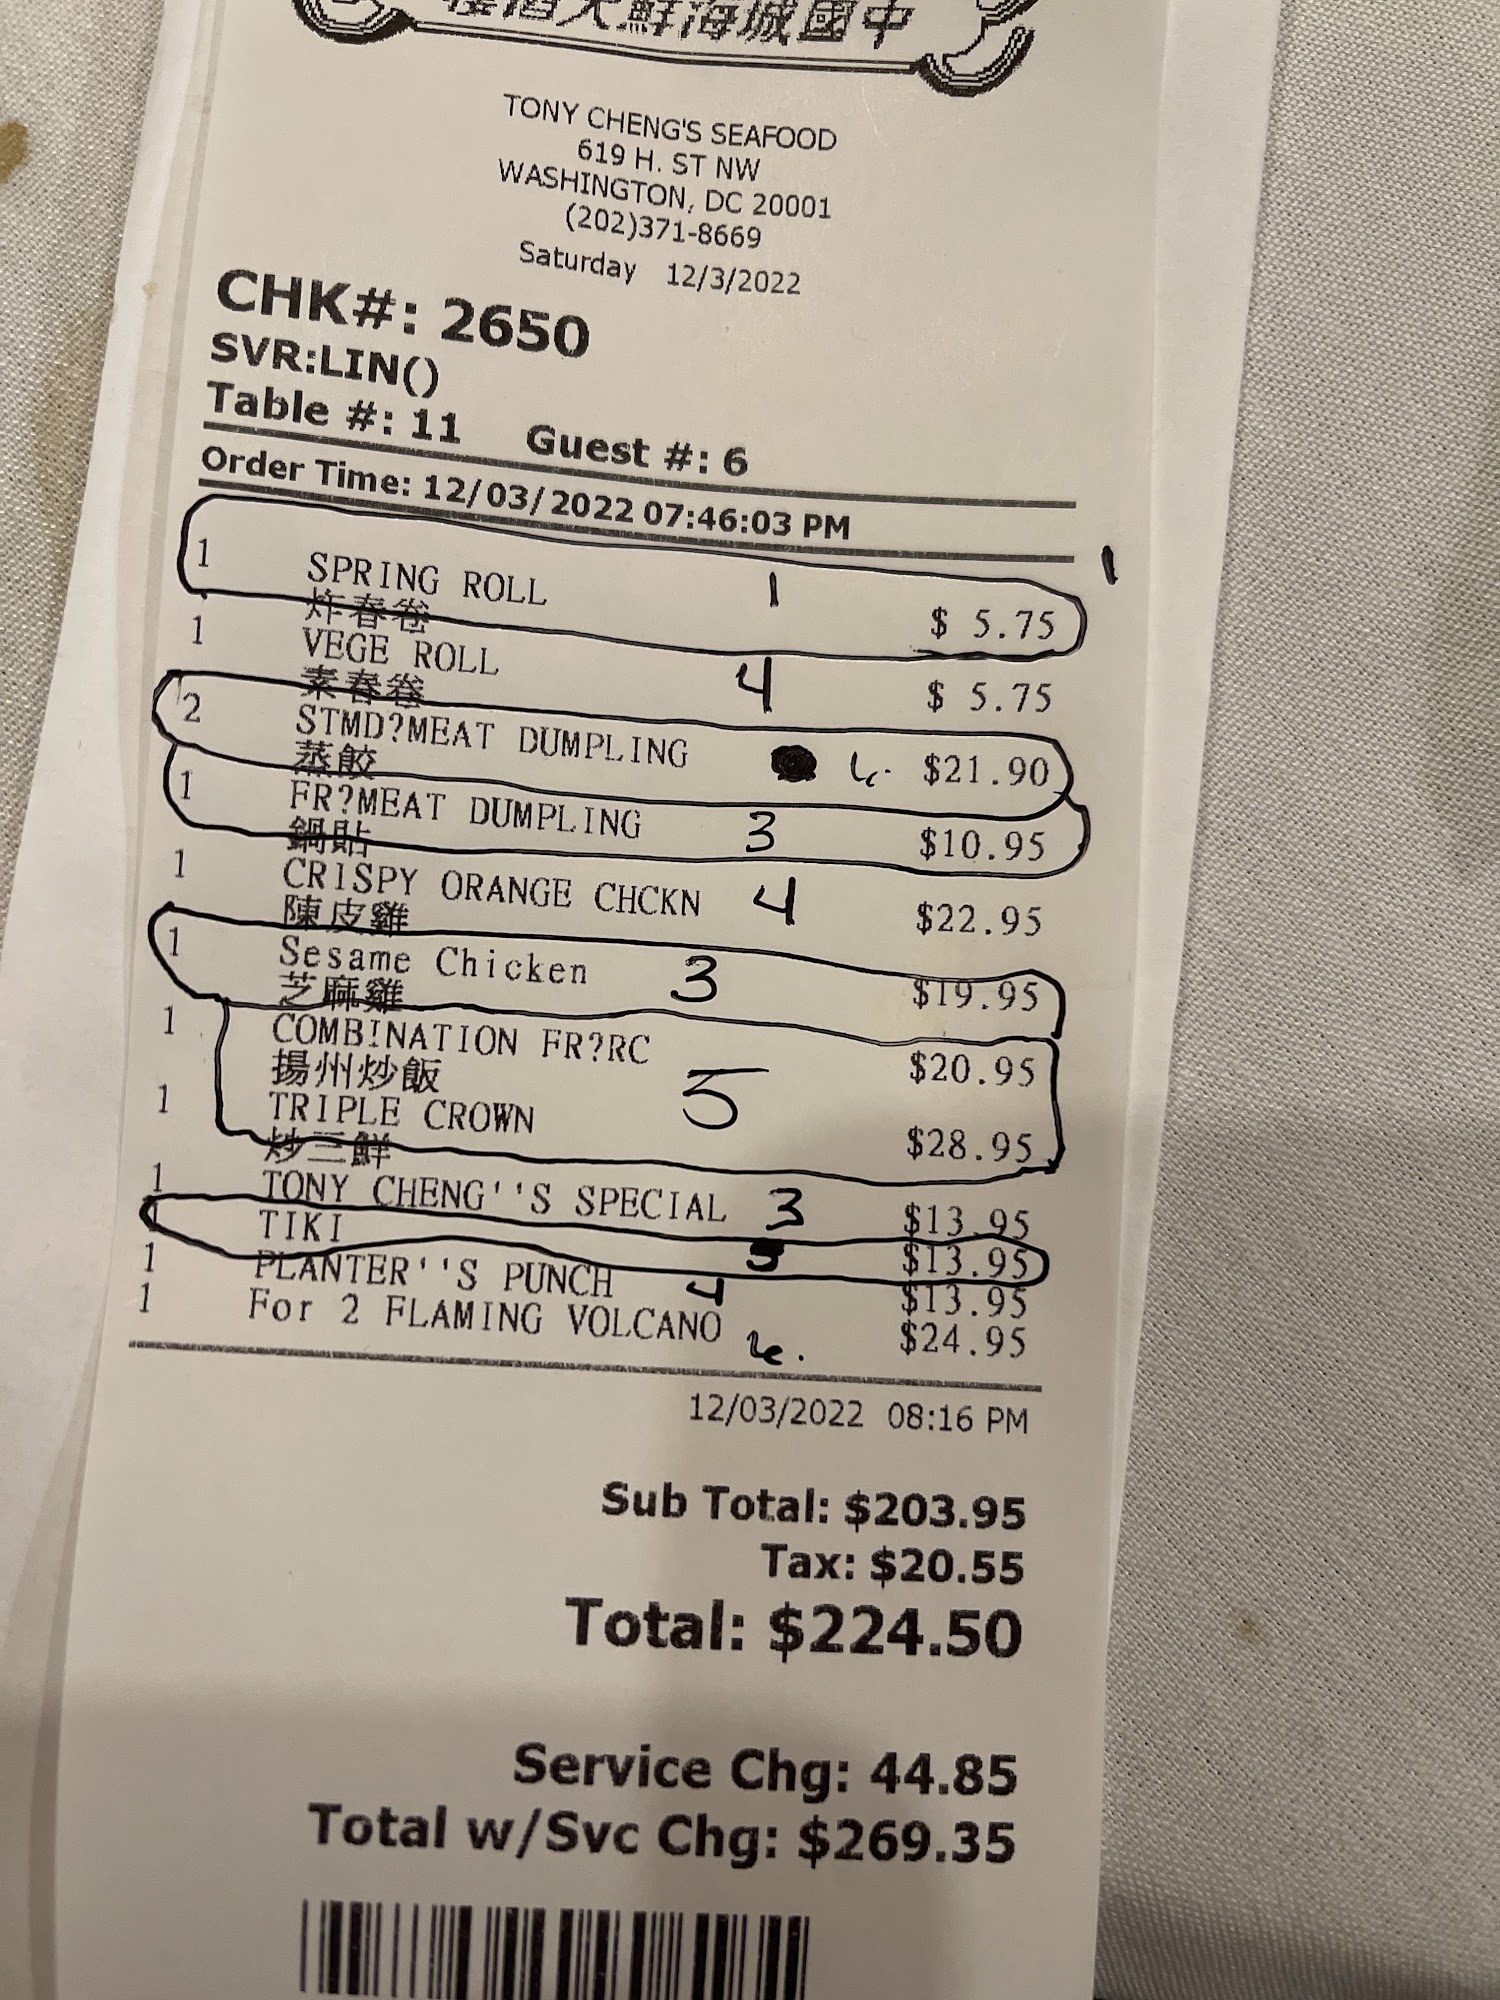 樓酒大鮮海城國中
TONY CHENG'S SEAFOOD
619 H. ST NW
WASHINGTON, DC 20001
(202)371-8669
Saturday 12/3/2022
CHK#: 2650
SVR:LIN()
Table #: 11 Guest #: 6
Order Time: 12/03/2022 07:46:03 PM
1
1 SPRING ROLL 1 $ 5.75
炸春卷
1 VEGE ROLL 4 $ 5.75
素春卷
2 STMD?MEAT DUMPLING $21.90
蒸餃
1 FR?MEAT DUMPLING 3 $10.95
鍋貼
1 CRISPY ORANGE CHCKN 4 $22.95
陳皮雞
1 Sesame Chicken 3 $19.95
芝麻雞
1 COMBINATION FR?RC $20.95
揚州炒飯
5
1 TRIPLE CROWN $28.95
炒三鮮
1 TONY CHENG''S SPECIAL 3 $13.95
1 TIKI $13.95
1 PLANTER''S PUNCH 4 $13.95
1 For 2 FLAMING VOLCANO $24.95
12/03/2022 08:16 PM
Sub Total: $203.95
Tax: $20.55
Total: $224.50
Service Chg: 44.85
Total w/Svc Chg: $269.35